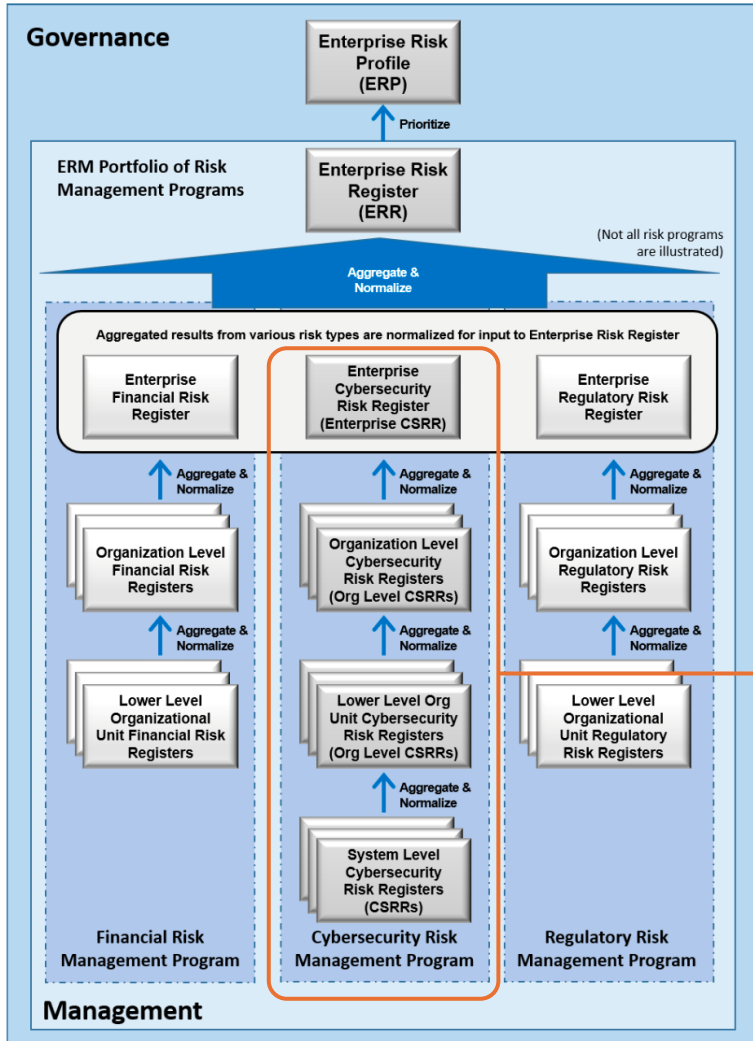 Governance
Enterprise Risk
Profile
(ERP)
Prioritize
ERM Portfolio of Risk
Management Programs
Enterprise Risk
Register
(ERR)
(Not all risk programs
are illustrated)
Aggregate &
Normalize
Aggregated results from various risk types are normalized for input to Enterprise Risk Register
Enterprise
Financial Risk
Register
Enterprise
Cybersecurity
Risk Register
(Enterprise CSRR)
Enterprise
Regulatory Risk
Register
Aggregate &
Normalize
Aggregate &
Normalize
Aggregate &
Normalize
Organization Level
Financial Risk
Registers
Organization Level
Cybersecurity
Risk Registers
(Org Level CSRRs)
Organization Level
Regulatory Risk
Registers
Aggregate &
Normalize
Aggregate &
Normalize
Aggregate &
Normalize
Lower Level
Organizational
Unit Financial Risk
Registers
Lower Level Org
Unit Cybersecurity
Risk Registers
(Org Level CSRRs)
Lower Level
Organizational
Unit Regulatory
Risk Registers
Aggregate &
Normalize
System Level
Cybersecurity
Risk Registers
(CSRRs)
Financial Risk
Management Program
Cybersecurity Risk
Management Program
Regulatory Risk
Management Program
Management